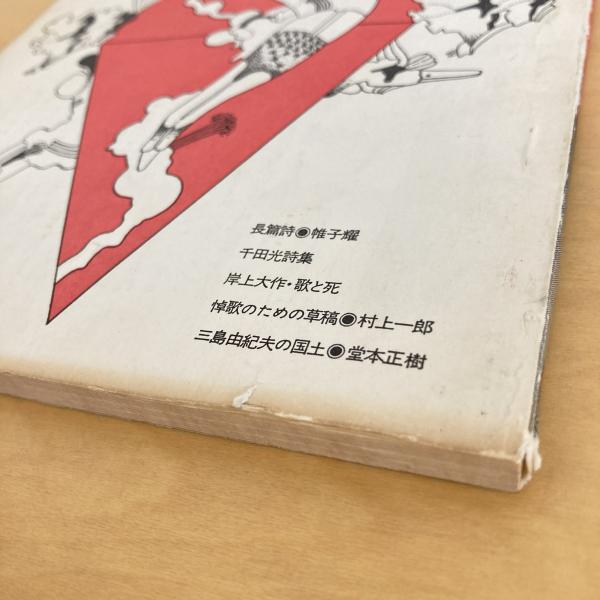 長篇詩◉帷子耀
千田光詩集
岸上大作・歌と死
悼歌のための草稿◉村上一郎
三島由紀夫の国土◉堂本正樹